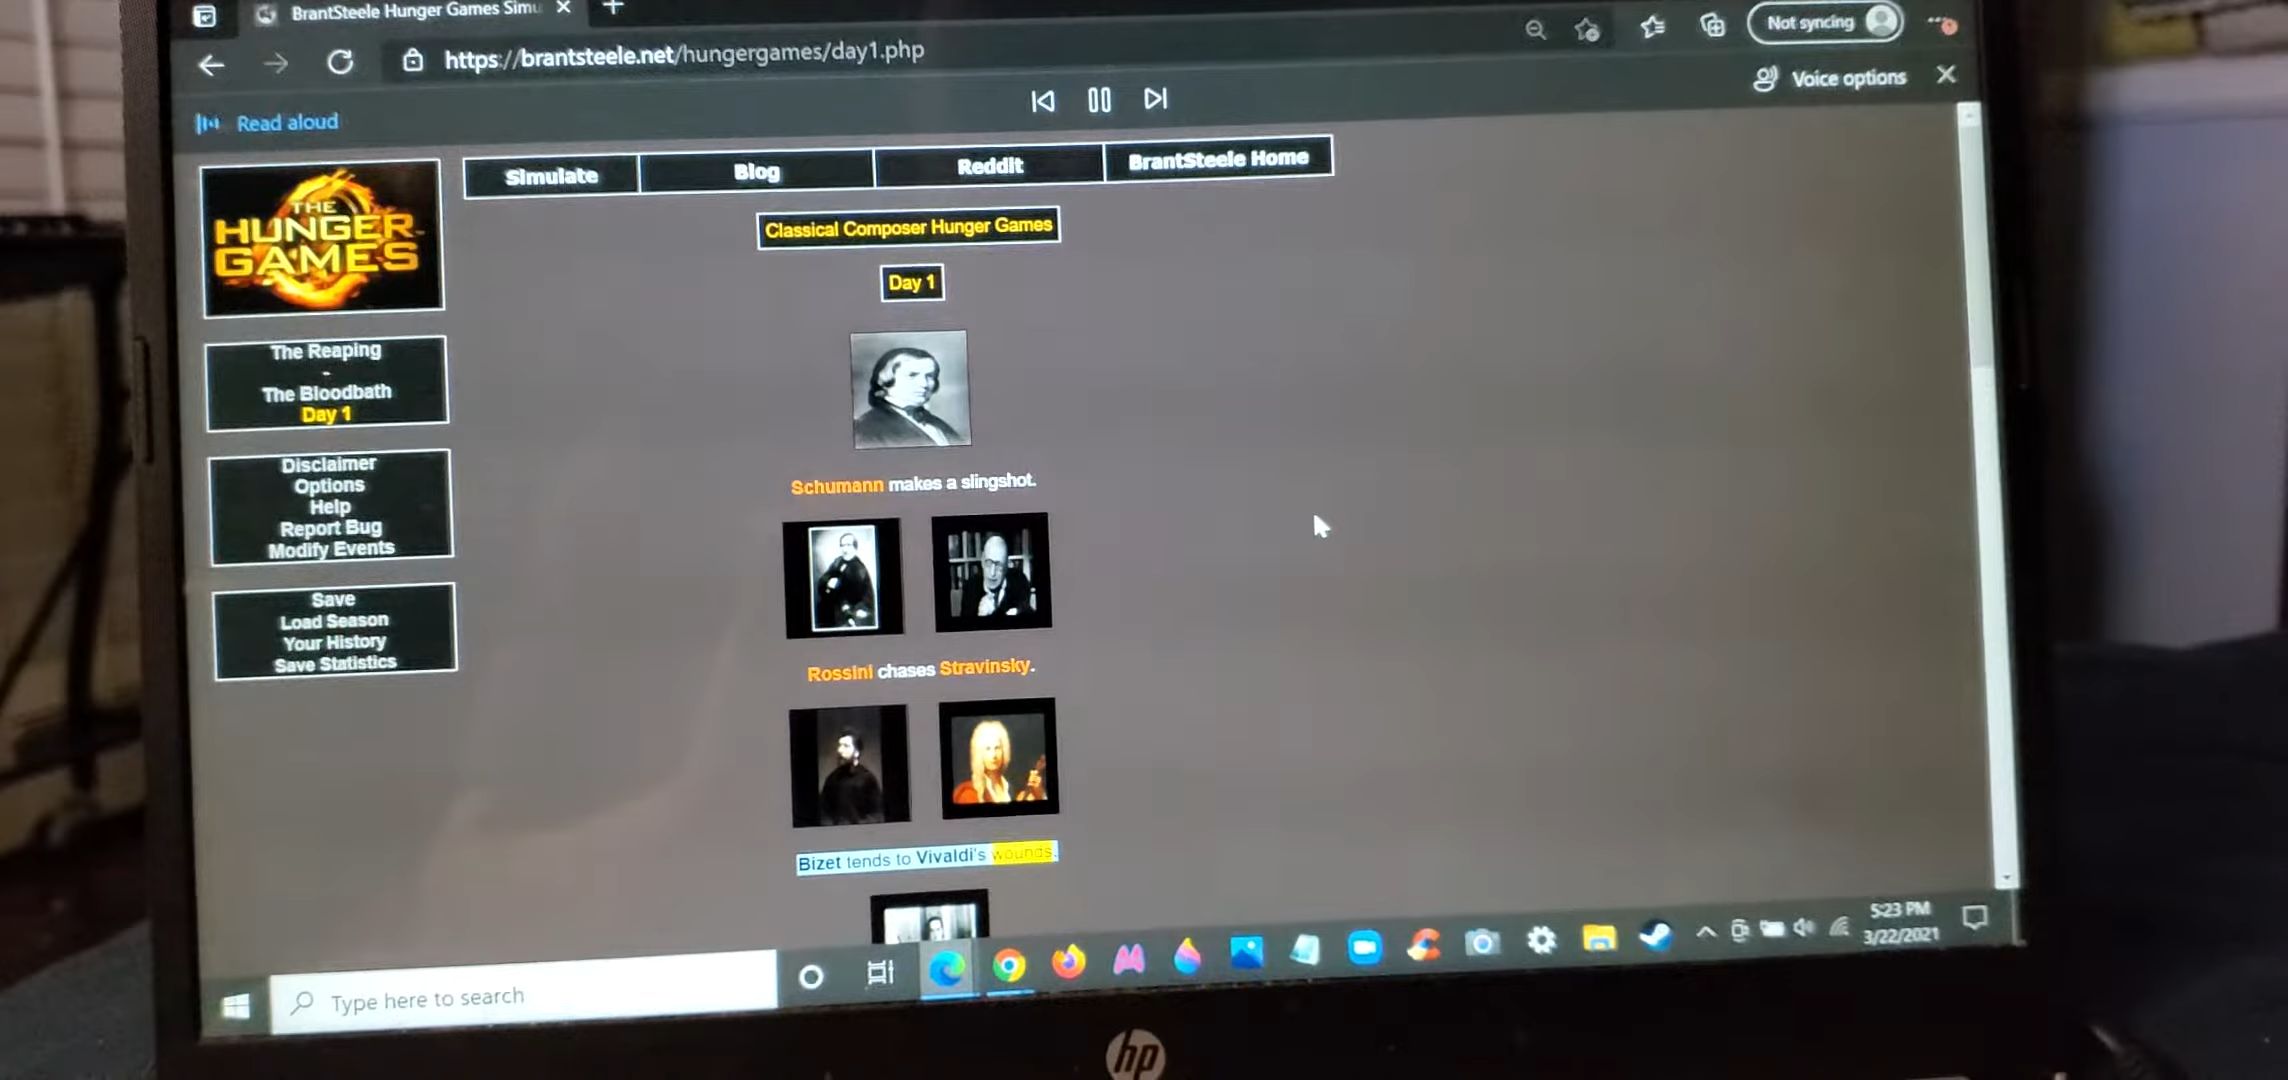 BrantSteele Hunger Games Simu
https://brantsteele.net/hungergames/day1.php
Not syncing
Read aloud
Voice options
THE
HUNGER
GAMES
Simulate
Blog
Reddit
BrantSteele Home
Classical Composer Hunger Games
Day 1
The Reaping
-
The Bloodbath
Day 1
Disclaimer
Options
Help
Report Bug
Modify Events
Save
Load Season
Your History
Save Statistics
Schumann makes a slingshot.
Rossini chases Stravinsky.
Bizet tends to Vivaldi's wounds.
Type here to search
5:23 PM
3/22/2021
hp